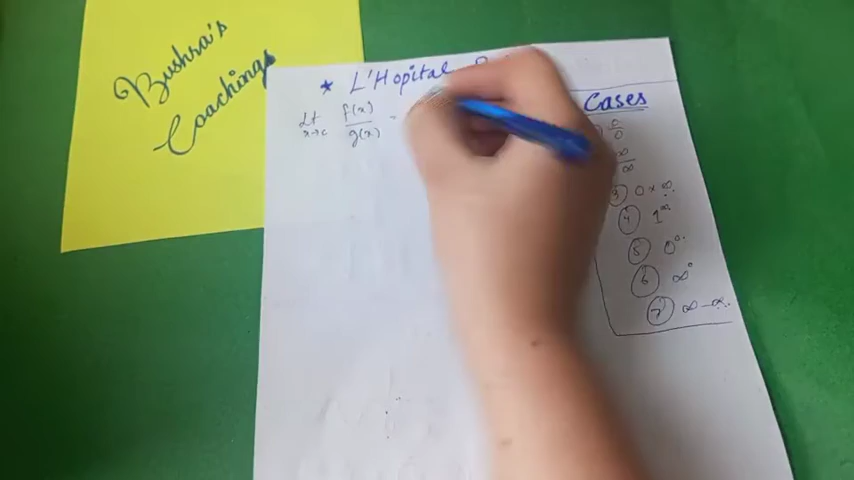 Bushra's
Coachings
* L'Hopital
Lt f(x) =
x→c g(x)
Cases
0
0
∞
∞
3 0 × ∞
4 1^∞
5 0^0
6 ∞^0
7 ∞ - ∞